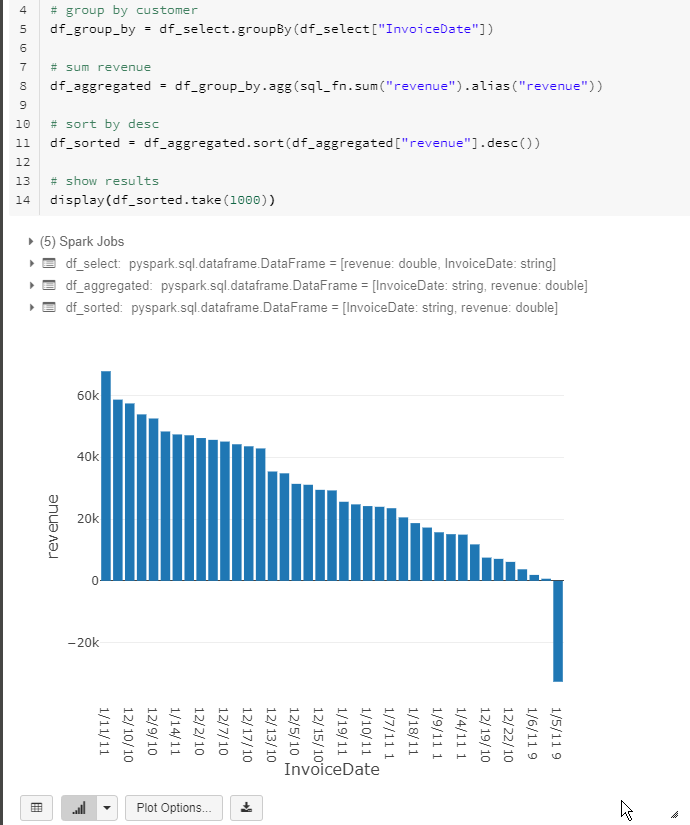 4 # group by customer
5 df_group_by = df_select.groupBy(df_select["InvoiceDate"])
6
7 # sum revenue
8 df_aggregated = df_group_by.agg(sql_fn.sum("revenue").alias("revenue"))
9
10 # sort by desc
11 df_sorted = df_aggregated.sort(df_aggregated["revenue"].desc())
12
13 # show results
14 display(df_sorted.take(1000))
(5) Spark Jobs
df_select: pyspark.sql.dataframe.DataFrame = [revenue: double, InvoiceDate: string]
df_aggregated: pyspark.sql.dataframe.DataFrame = [InvoiceDate: string, revenue: double]
df_sorted: pyspark.sql.dataframe.DataFrame = [InvoiceDate: string, revenue: double]
60k
40k
20k
0
−20k
revenue
1/11/11
12/10/10
12/9/10
1/14/11
12/2/10
12/7/10
12/17/10
12/13/10
12/5/10
12/15/10
1/19/11
1/10/11
1/7/11 1
1/18/11
1/9/11 1
1/4/11 1
12/19/10
12/22/10
1/6/11 9
1/5/11 9
InvoiceDate
Plot Options...